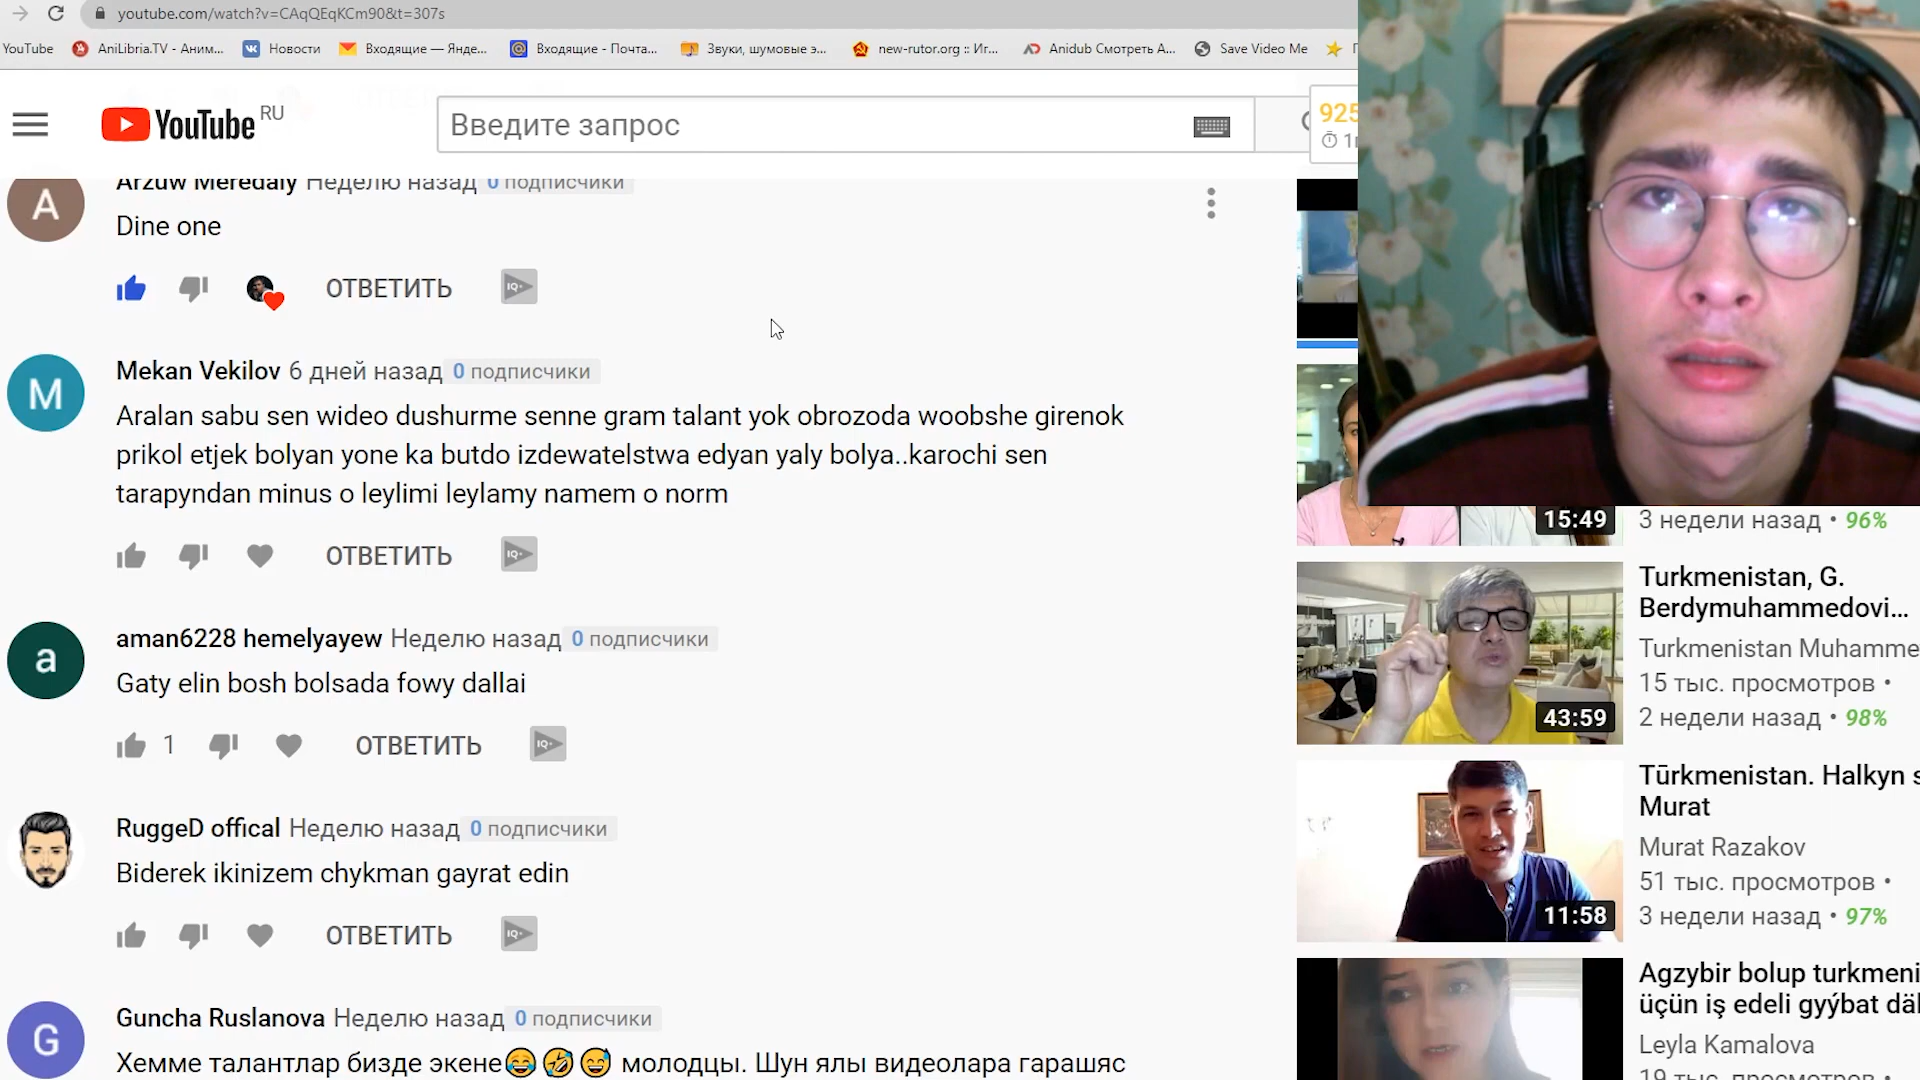 youtube.com/watch?v=CAqQEqKCm90&t=307s
YouTube
AniLibria.TV - Аним...
Новости
Входящие — Янде...
Входящие - Почта...
Звуки, шумовые э...
new-rutor.org :: Иг...
Anidub Смотреть А...
Save Video Me
YouTube RU
Введите запрос
925
Arzuw Meredaly Неделю назад 0 подписчики
Dine one
ОТВЕТИТЬ
Mekan Vekilov 6 дней назад 0 подписчики
Aralan sabu sen wideo dushurme senne gram talant yok obrozoda woobshe girenok
prikol etjek bolyan yone ka butdo izdewatelstwa edyan yaly bolya..karochi sen
tarapyndan minus o leylimi leylamy namem o norm
ОТВЕТИТЬ
aman6228 hemelyayew Неделю назад 0 подписчики
Gaty elin bosh bolsada fowy dallai
1 ОТВЕТИТЬ
RuggeD offical Неделю назад 0 подписчики
Biderek ikinizem chykman gayrat edin
ОТВЕТИТЬ
Guncha Ruslanova Неделю назад 0 подписчики
Хемме талантлар бизде экене😂🤣😅 молодцы. Шун ялы видеолара гарашяс
15:49
3 недели назад • 96%
43:59
Turkmenistan, G.
Berdymuhammedovi...
Turkmenistan Muhamme
15 тыс. просмотров •
2 недели назад • 98%
11:58
Türkmenistan. Halkyn s
Murat
Murat Razakov
51 тыс. просмотров •
3 недели назад • 97%
Agzybir bolup turkmeni
üçün iş edeli gyýbat däl
Leyla Kamalova
19 тыс. просмотров •